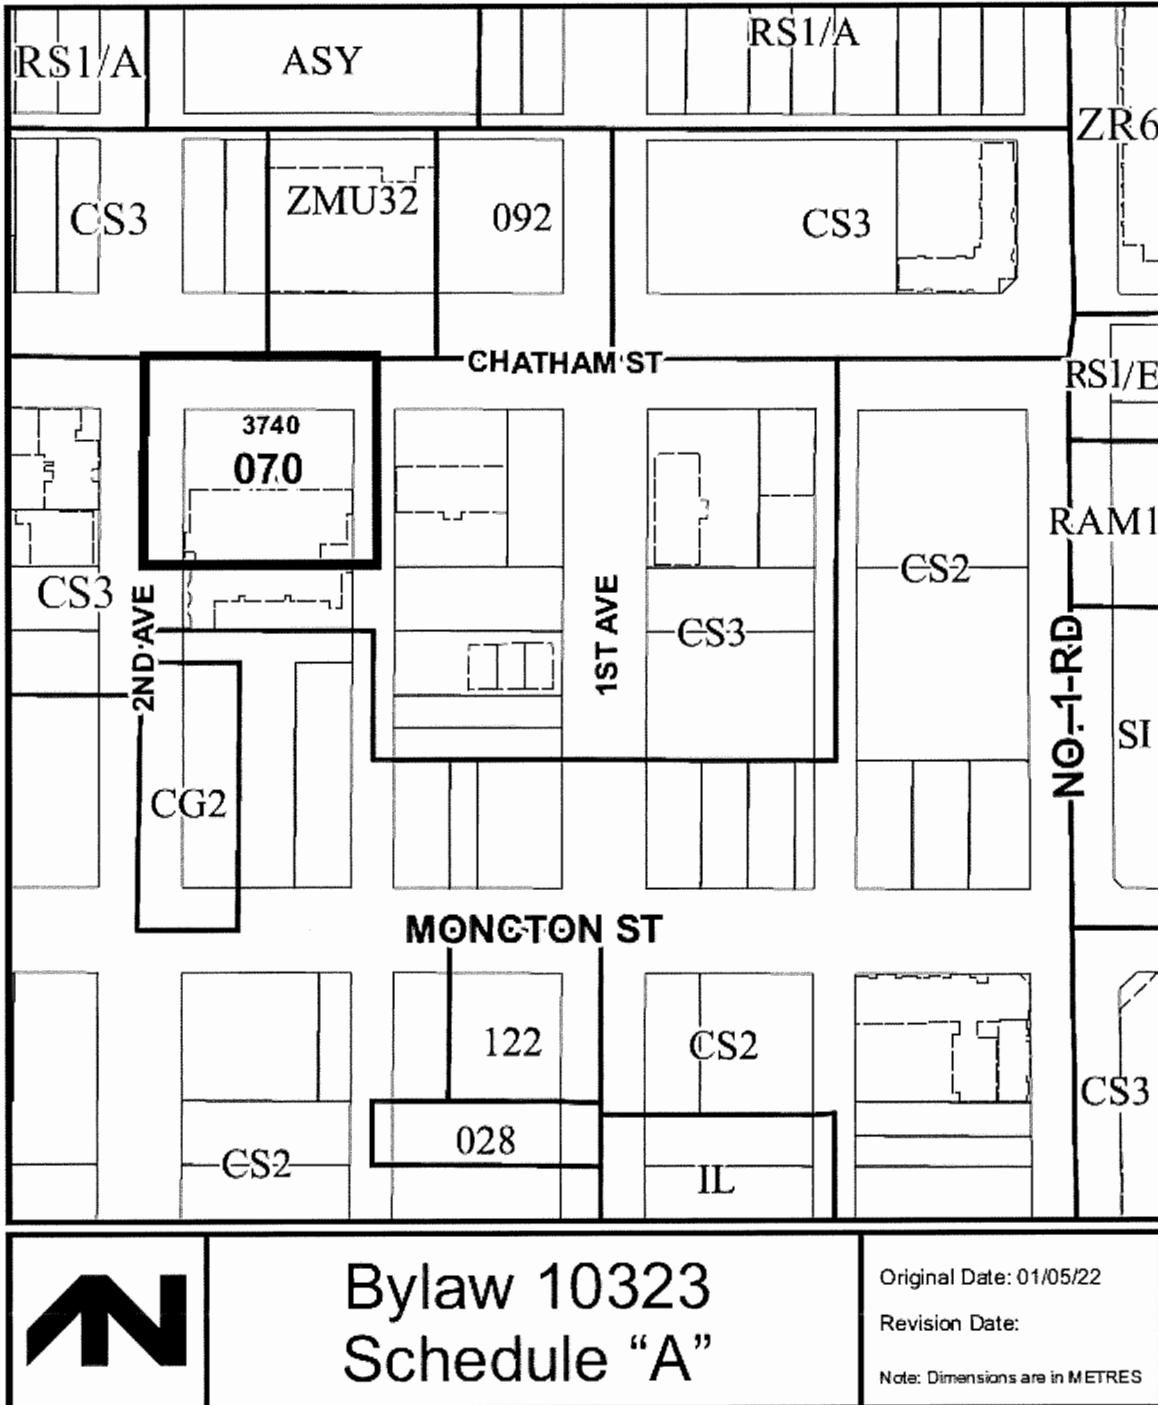 RS1/A
ASY
RS1/A
ZR6
CS3
ZMU32
092
CS3
CHATHAM ST
RS1/E
3740
070
RAM1
CS2
CS3
2ND AVE
1ST AVE
CS3
NO. 1 RD
SI
CG2
MONCTON ST
122
CS2
CS3
028
CS2
IL
N
Bylaw 10323
Schedule “A”
Original Date: 01/05/22
Revision Date:
Note: Dimensions are in METRES